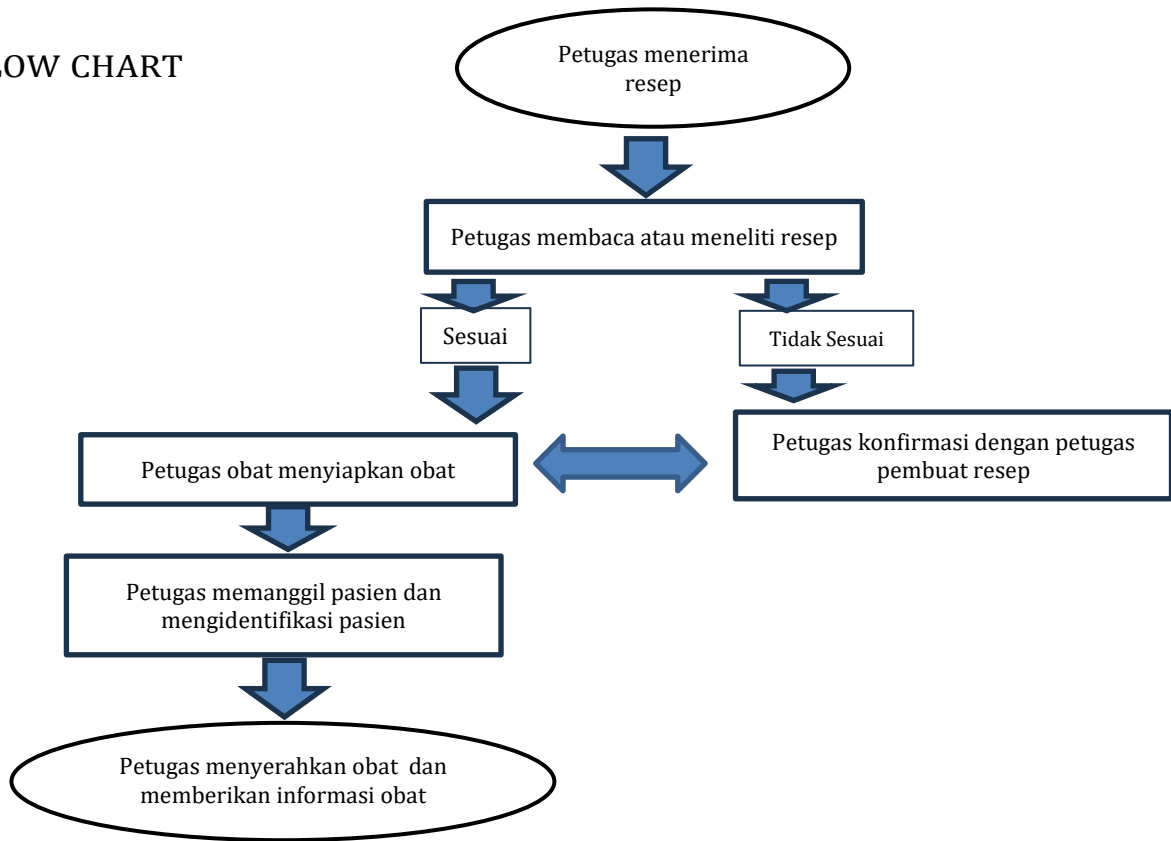 LOW CHART
Petugas menerima
resep
Petugas membaca atau meneliti resep
Sesuai
Tidak Sesuai
Petugas obat menyiapkan obat
Petugas konfirmasi dengan petugas
pembuat resep
Petugas memanggil pasien dan
mengidentifikasi pasien
Petugas menyerahkan obat dan
memberikan informasi obat